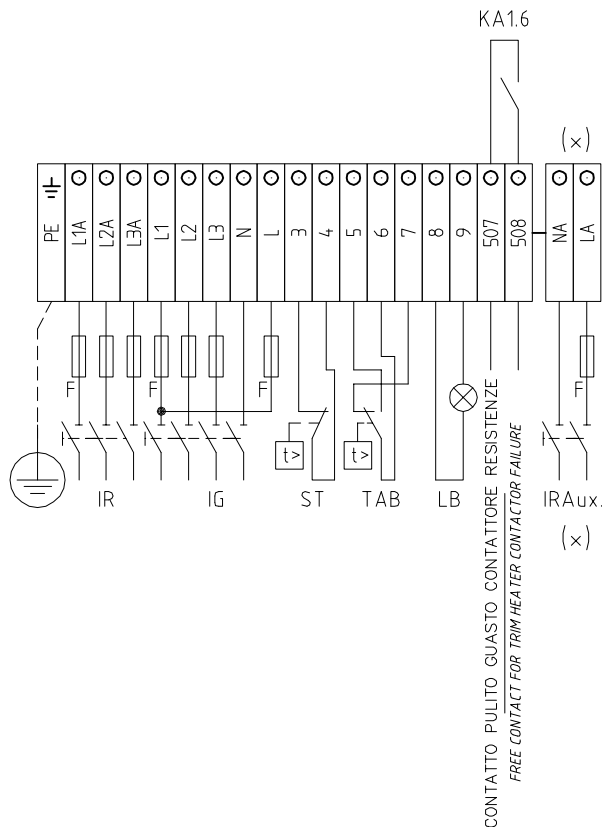 KA1.6
(x)
PE L1A L2A L3A L1 L2 L3 N L 3 4 5 6 7 8 9 507 508 NA LA
F F F F
t> t>
IR IG ST TAB LB IRAux.
(x)
CONTATTO PULITO GUASTO CONTATTORE RESISTENZE
FREE CONTACT FOR TRIM HEATER CONTACTOR FAILURE